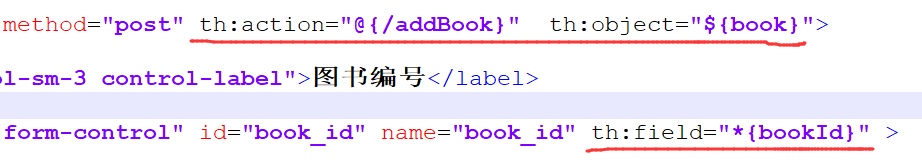 method="post" th:action="@{/addBook}"  th:object="${book}">
ol-sm-3 control-label">图书编号</label>
form-control" id="book_id" name="book_id" th:field="*{bookId}" >